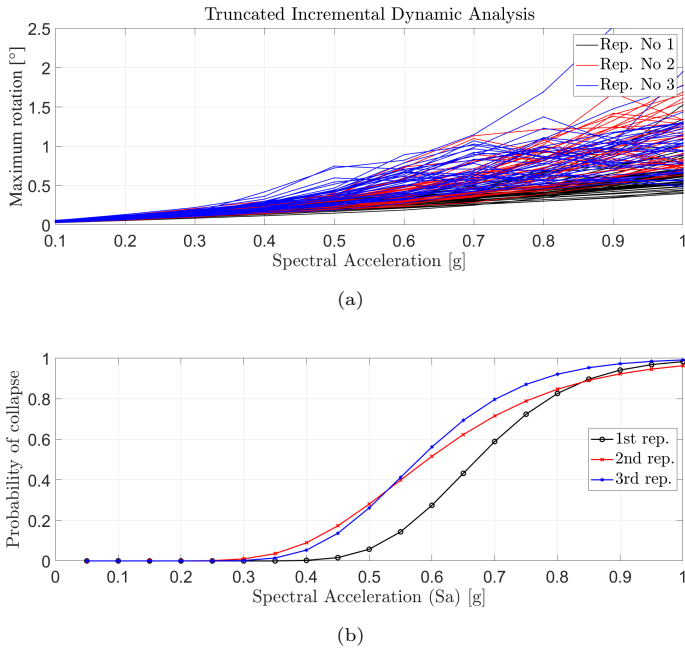 Truncated Incremental Dynamic Analysis
Maximum rotation [°]
2.5
2
1.5
1
0.5
0
Rep. No 1
Rep. No 2
Rep. No 3
0.1 0.2 0.3 0.4 0.5 0.6 0.7 0.8 0.9 1
Spectral Acceleration [g]
(a)
Probability of collapse
1
0.8
0.6
0.4
0.2
0
1st rep.
2nd rep.
3rd rep.
0 0.1 0.2 0.3 0.4 0.5 0.6 0.7 0.8 0.9 1
Spectral Acceleration (Sa) [g]
(b)